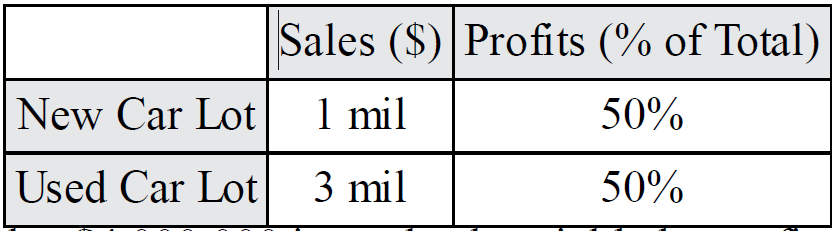 Sales ($) Profits (% of Total)
New Car Lot 1 mil 50%
Used Car Lot 3 mil 50%